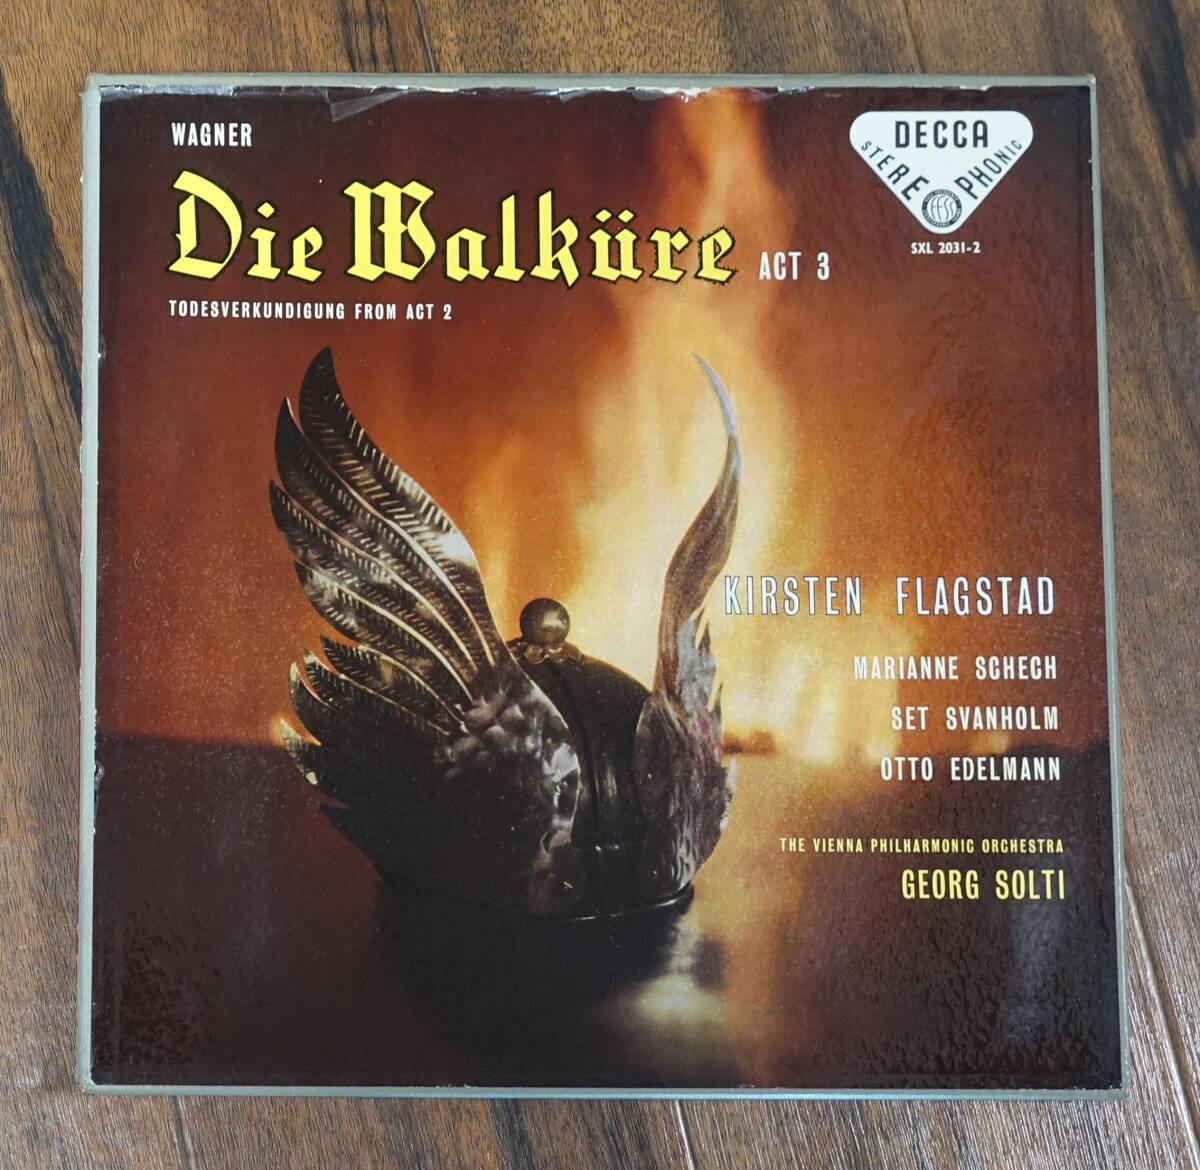 WAGNER
Die Walküre ACT 3
TODESVERKUNDIGUNG FROM ACT 2
DECCA
STEREOPHONIC
SXL 2031-2
KIRSTEN FLAGSTAD
MARIANNE SCHECH
SET SVANHOLM
OTTO EDELMANN
THE VIENNA PHILHARMONIC ORCHESTRA
GEORG SOLTI